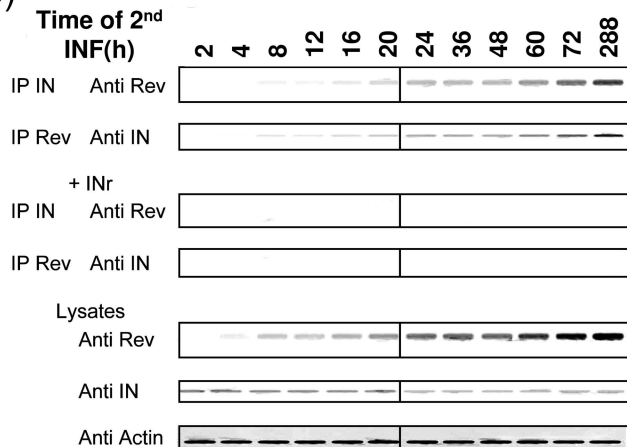 )
Time of 2nd
INF(h)
2 4 8 12 16 20 24 36 48 60 72 288
IP IN Anti Rev
IP Rev Anti IN
+ INr
IP IN Anti Rev
IP Rev Anti IN
Lysates
Anti Rev
Anti IN
Anti Actin